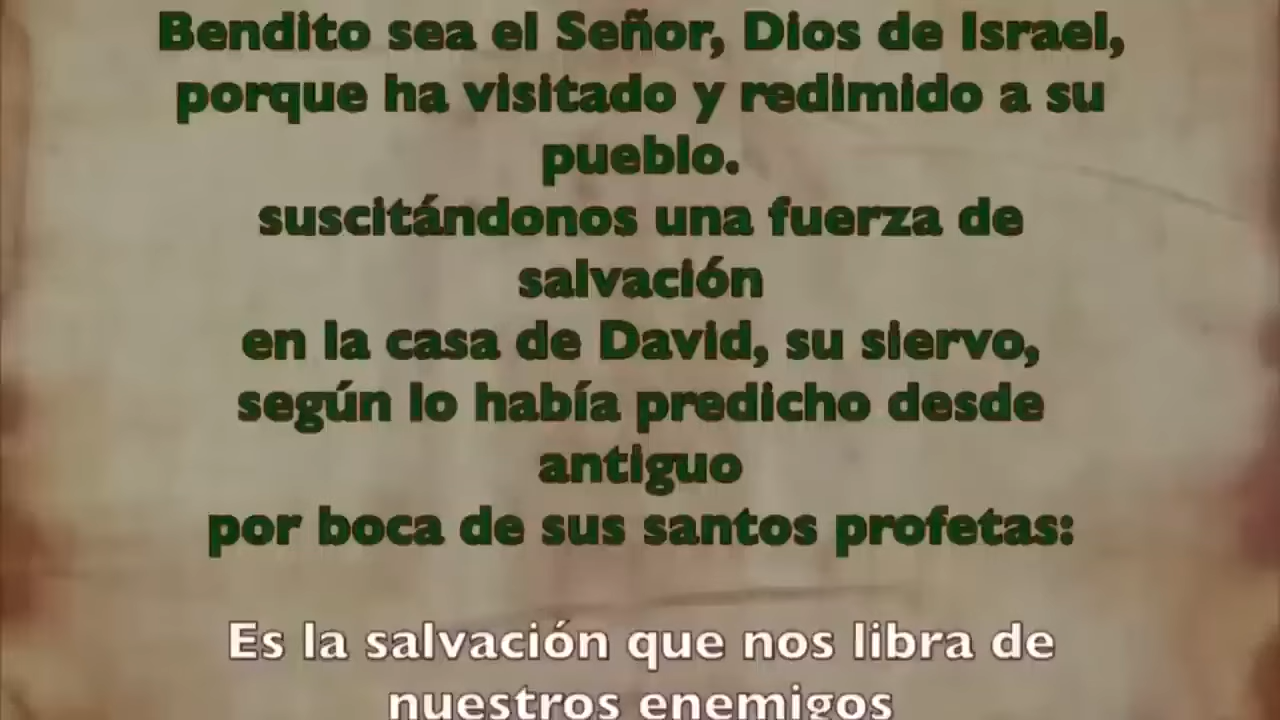 Bendito sea el Señor, Dios de Israel,
porque ha visitado y redimido a su
pueblo.
suscitándonos una fuerza de
salvación
en la casa de David, su siervo,
según lo había predicho desde
antiguo
por boca de sus santos profetas:
Es la salvación que nos libra de
nuestros enemigos